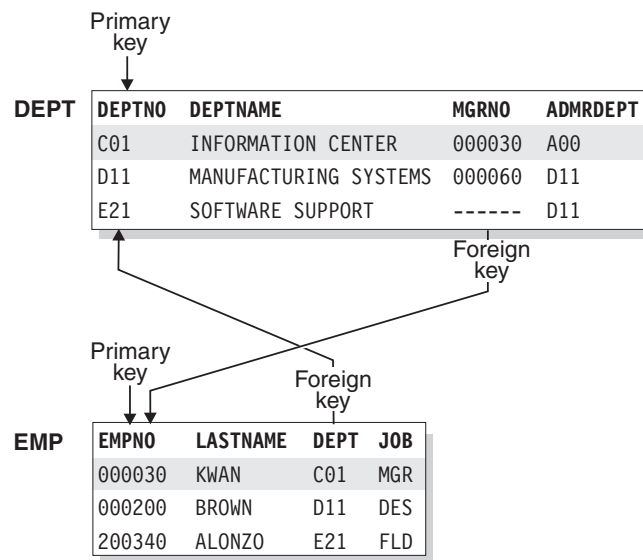 Primary
key
DEPT
DEPTNO DEPTNAME MGRNO ADMRDEPT
C01 INFORMATION CENTER 000030 A00
D11 MANUFACTURING SYSTEMS 000060 D11
E21 SOFTWARE SUPPORT ------ D11
Foreign
key
Primary
key
Foreign
key
EMP
EMPNO LASTNAME DEPT JOB
000030 KWAN C01 MGR
000200 BROWN D11 DES
200340 ALONZO E21 FLD